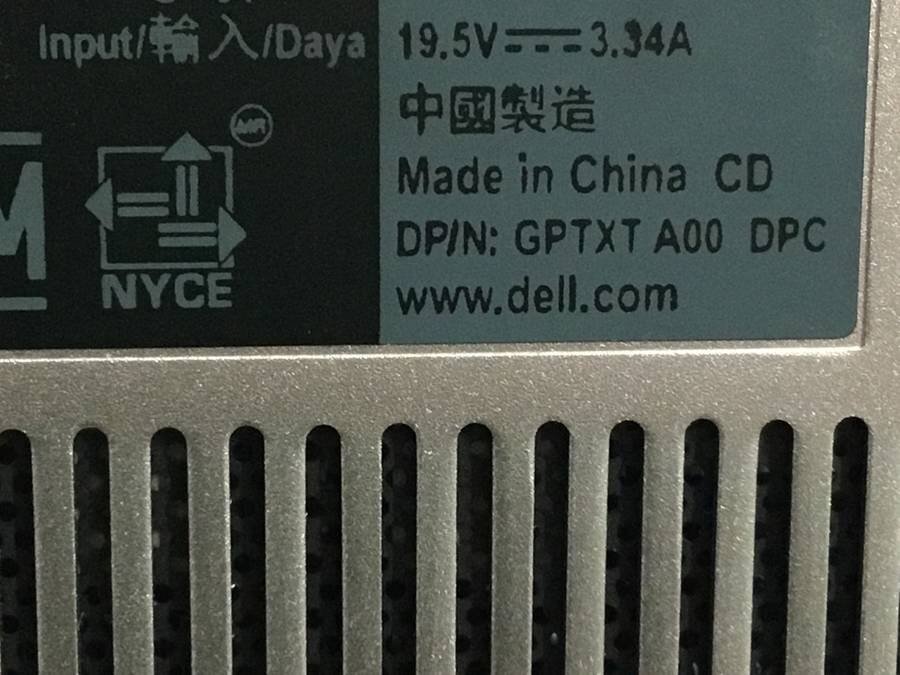 Input/輸入/Daya 19.5V⎓3.34A
中國製造
Made in China CD
DP/N: GPTXT A00 DPC
www.dell.com
NYCE